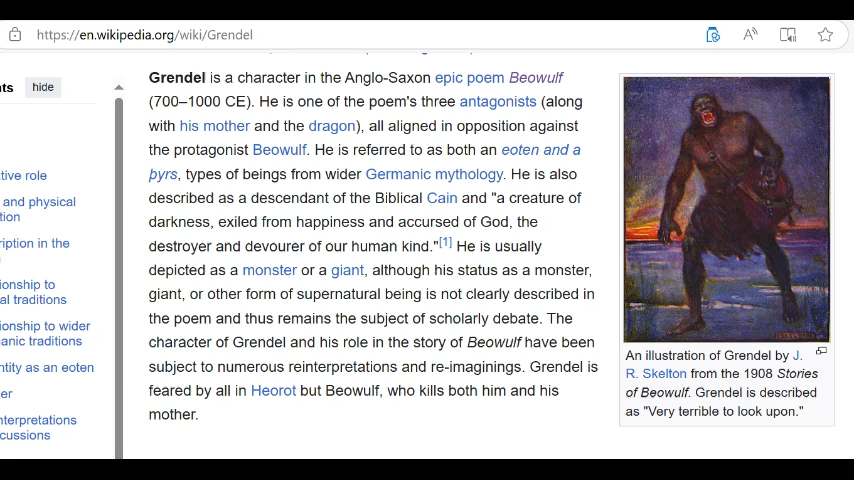 https://en.wikipedia.org/wiki/Grendel
nts
hide
tive role
and physical
tion
ription in the
ionship to
al traditions
ionship to wider
anic traditions
ntity as an eoten
er
nterpretations
cussions
Grendel is a character in the Anglo-Saxon epic poem Beowulf
(700–1000 CE). He is one of the poem's three antagonists (along
with his mother and the dragon), all aligned in opposition against
the protagonist Beowulf. He is referred to as both an eoten and a
þyrs, types of beings from wider Germanic mythology. He is also
described as a descendant of the Biblical Cain and "a creature of
darkness, exiled from happiness and accursed of God, the
destroyer and devourer of our human kind."[1] He is usually
depicted as a monster or a giant, although his status as a monster,
giant, or other form of supernatural being is not clearly described in
the poem and thus remains the subject of scholarly debate. The
character of Grendel and his role in the story of Beowulf have been
subject to numerous reinterpretations and re-imaginings. Grendel is
feared by all in Heorot but Beowulf, who kills both him and his
mother.
An illustration of Grendel by J.
R. Skelton from the 1908 Stories
of Beowulf. Grendel is described
as "Very terrible to look upon."